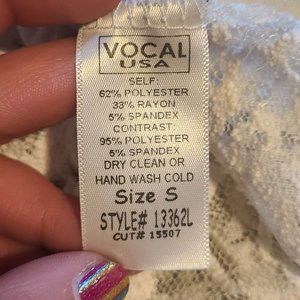 VOCAL
USA
SELF:
62% POLYESTER
33% RAYON
5% SPANDEX
CONTRAST:
95% POLYESTER
5% SPANDEX
DRY CLEAN OR
HAND WASH COLD
Size S
STYLE# 13362L
CUT# 15507